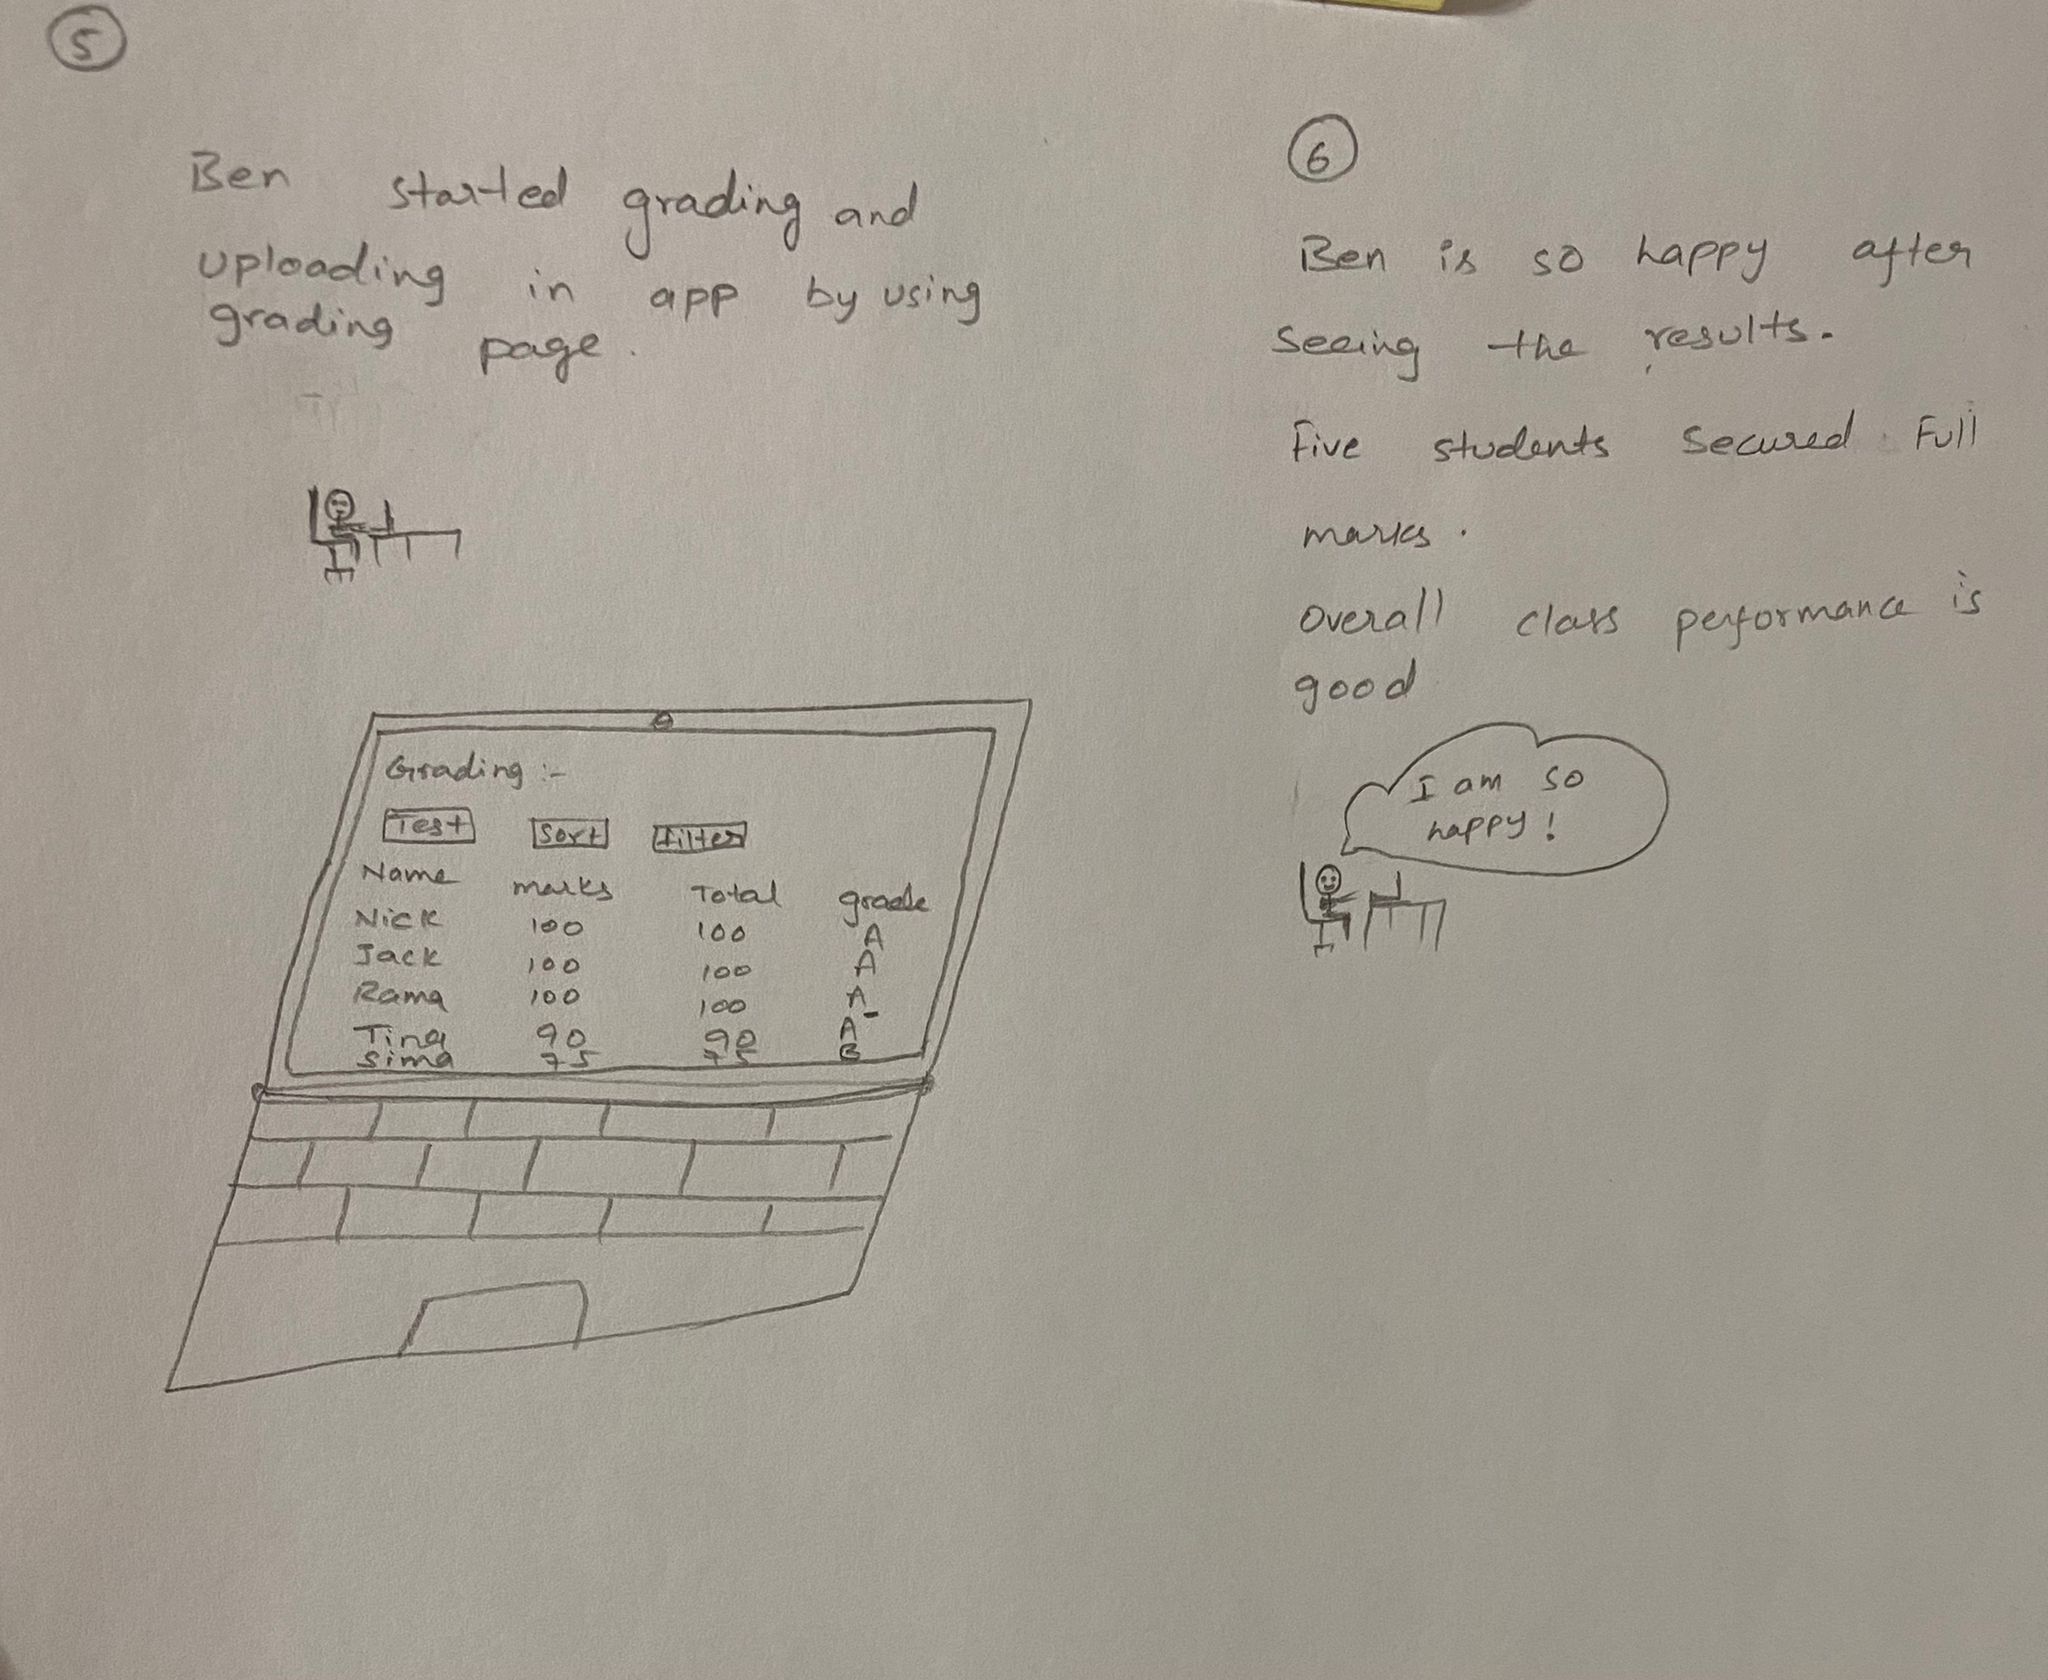 5
Ben started grading and
uploading in app by using
grading page.
Grading :-
Test Sort Filter
Name marks Total grade
Nick 100 100 A
Jack 100 100 A
Rama 100 100 A
Tina 90 90 A-
Sima 75 75 B
6
Ben is so happy after
seeing the results.
Five students secured Full
marks.
Overall class performance is
good
I am so
happy!